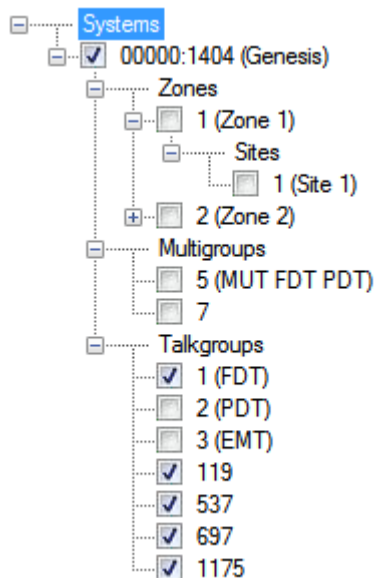 Systems
00000:1404 (Genesis)
Zones
1 (Zone 1)
Sites
1 (Site 1)
2 (Zone 2)
Multigroups
5 (MUT FDT PDT)
7
Talkgroups
1 (FDT)
2 (PDT)
3 (EMT)
119
537
697
1175